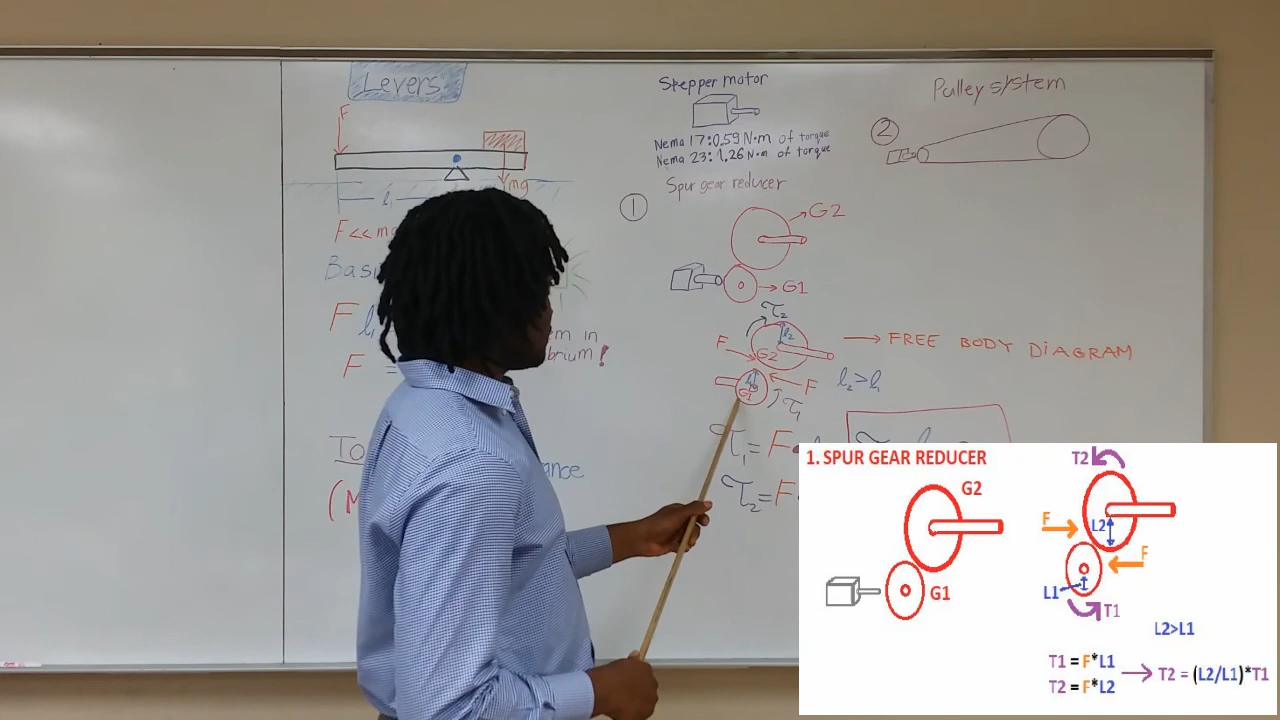 Levers
F
mg
l₁
F<<m
Basi
F l₁
F =
em in
brium!
To
ance
(M
Stepper motor
Nema 17:0.59 N·m of torque
Nema 23: 1.26 N·m of torque
Spur gear reducer
①
G2
G1
τ₂
l₂
F
G2
→ FREE BODY DIAGRAM
l₁
G1
F
l₂>l₁
τ₁
τ₁=F
τ₂=F
Pulley system
②
1. SPUR GEAR REDUCER
G2
G1
T2
F
L2
F
L1
T1
L2>L1
T1 = F*L1
T2 = F*L2
T2 = (L2/L1)*T1